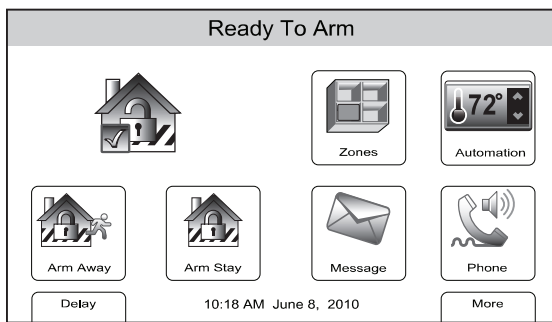 Ready To Arm
72°
Zones
Automation
Arm Away
Arm Stay
Message
Phone
Delay
10:18 AM June 8, 2010
More